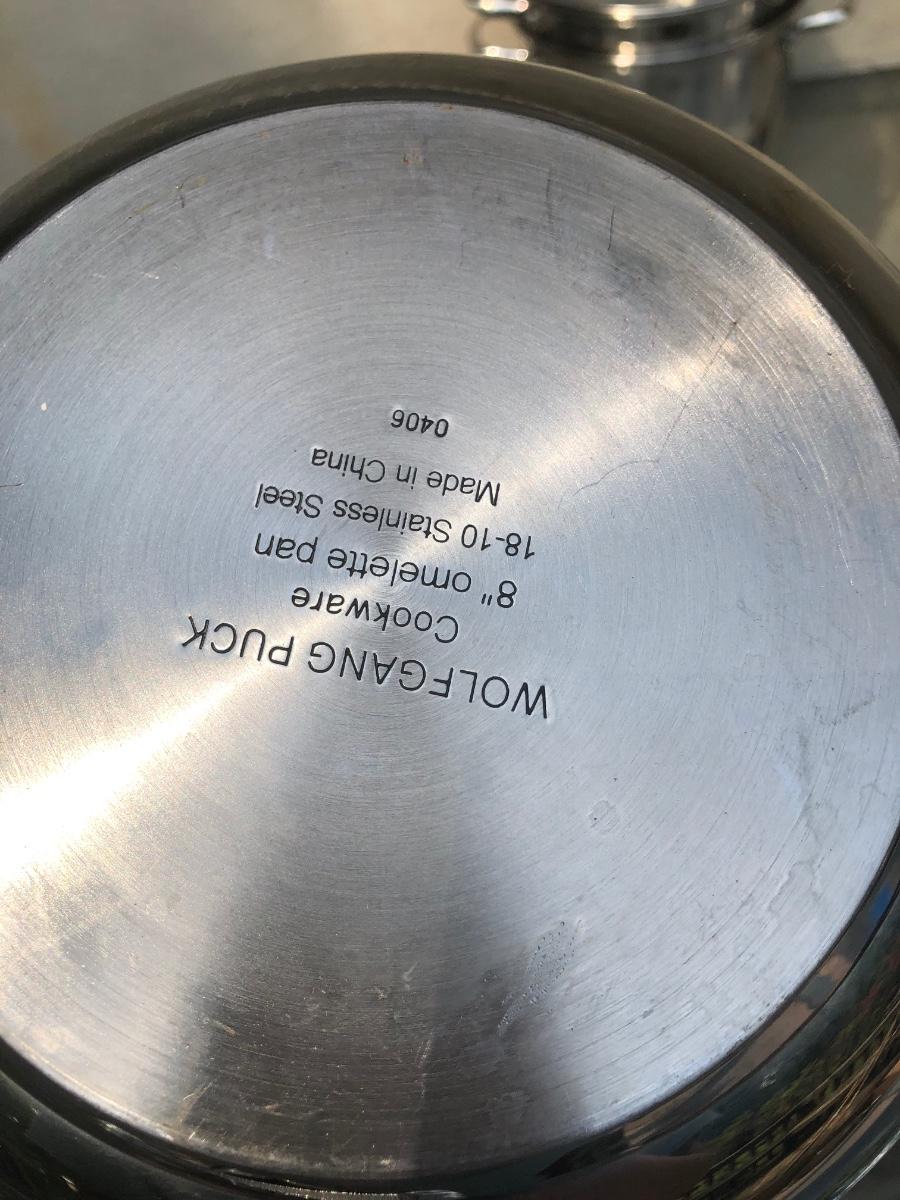 WOLFGANG PUCK
Cookware
8" omelette pan
18-10 Stainless Steel
Made in China
0406